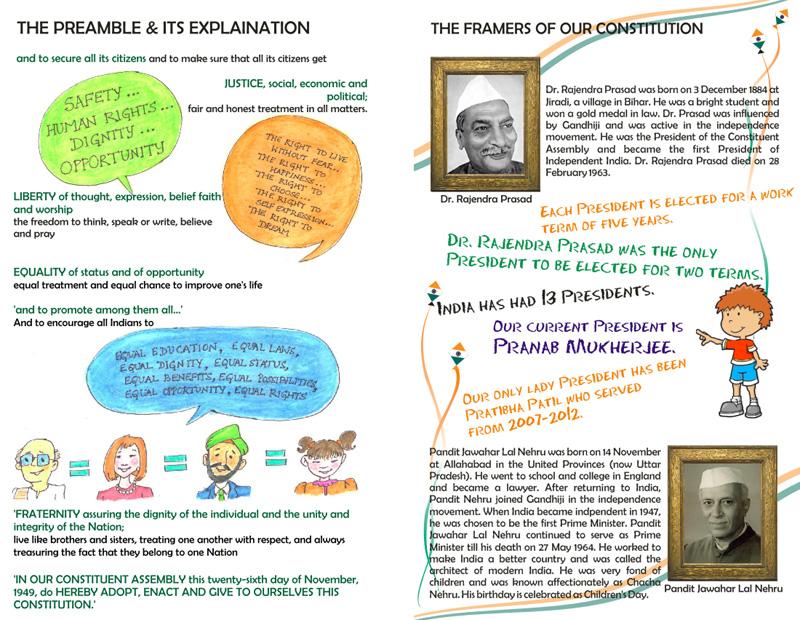 THE PREAMBLE & ITS EXPLAINATION
and to secure all its citizens and to make sure that all its citizens get
SAFETY ...
HUMAN RIGHTS ...
DIGNITY ...
OPPORTUNITY
JUSTICE, social, economic and
political;
fair and honest treatment in all matters.
THE RIGHT TO LIVE
WITHOUT FEAR...
THE RIGHT TO
HAPPINESS...
THE RIGHT TO
CHOOSE...
THE RIGHT TO
SELF EXPRESSION...
THE RIGHT TO
DREAM
LIBERTY of thought, expression, belief faith
and worship
the freedom to think, speak or write, believe
and pray
EQUALITY of status and of opportunity
equal treatment and equal chance to improve one's life
'and to promote among them all...'
And to encourage all Indians to
EQUAL EDUCATION, EQUAL LAWS,
EQUAL DIGNITY, EQUAL STATUS,
EQUAL BENEFITS, EQUAL POSSIBILITIES,
EQUAL OPPORTUNITY, EQUAL RIGHTS
= = =
'FRATERNITY assuring the dignity of the individual and the unity and
integrity of the Nation;
live like brothers and sisters, treating one another with respect, and always
treasuring the fact that they belong to one Nation
'IN OUR CONSTITUENT ASSEMBLY this twenty-sixth day of November,
1949, do HEREBY ADOPT, ENACT AND GIVE TO OURSELVES THIS
CONSTITUTION.'
THE FRAMERS OF OUR CONSTITUTION
Dr. Rajendra Prasad was born on 3 December 1884 at
Jiradi, a village in Bihar. He was a bright student and
won a gold medal in law. Dr. Prasad was influenced
by Gandhiji and was active in the independence
movement. He was the President of the Constituent
Assembly and became the first President of
Independent India. Dr. Rajendra Prasad died on 28
February 1963.
Dr. Rajendra Prasad
EACH PRESIDENT IS ELECTED FOR A WORK
TERM OF FIVE YEARS.
DR. RAJENDRA PRASAD WAS THE ONLY
PRESIDENT TO BE ELECTED FOR TWO TERMS.
INDIA HAS HAD 13 PRESIDENTS.
OUR CURRENT PRESIDENT IS
PRANAB MUKHERJEE.
OUR ONLY LADY PRESIDENT HAS BEEN
PRATIBHA PATIL WHO SERVED
FROM 2007-2012.
Pandit Jawahar Lal Nehru was born on 14 November
at Allahabad in the United Provinces (now Uttar
Pradesh). He went to school and college in England
and became a lawyer. After returning to India,
Pandit Nehru joined Gandhiji in the independence
movement. When India became indpendent in 1947,
he was chosen to be the first Prime Minister. Pandit
Jawahar Lal Nehru continued to serve as Prime
Minister till his death on 27 May 1964. He worked to
make India a better country and was called the
architect of modern India. He was very fond of
children and was known affectionately as Chacha
Nehru. His birthday is celebrated as Children's Day.
Pandit Jawahar Lal Nehru